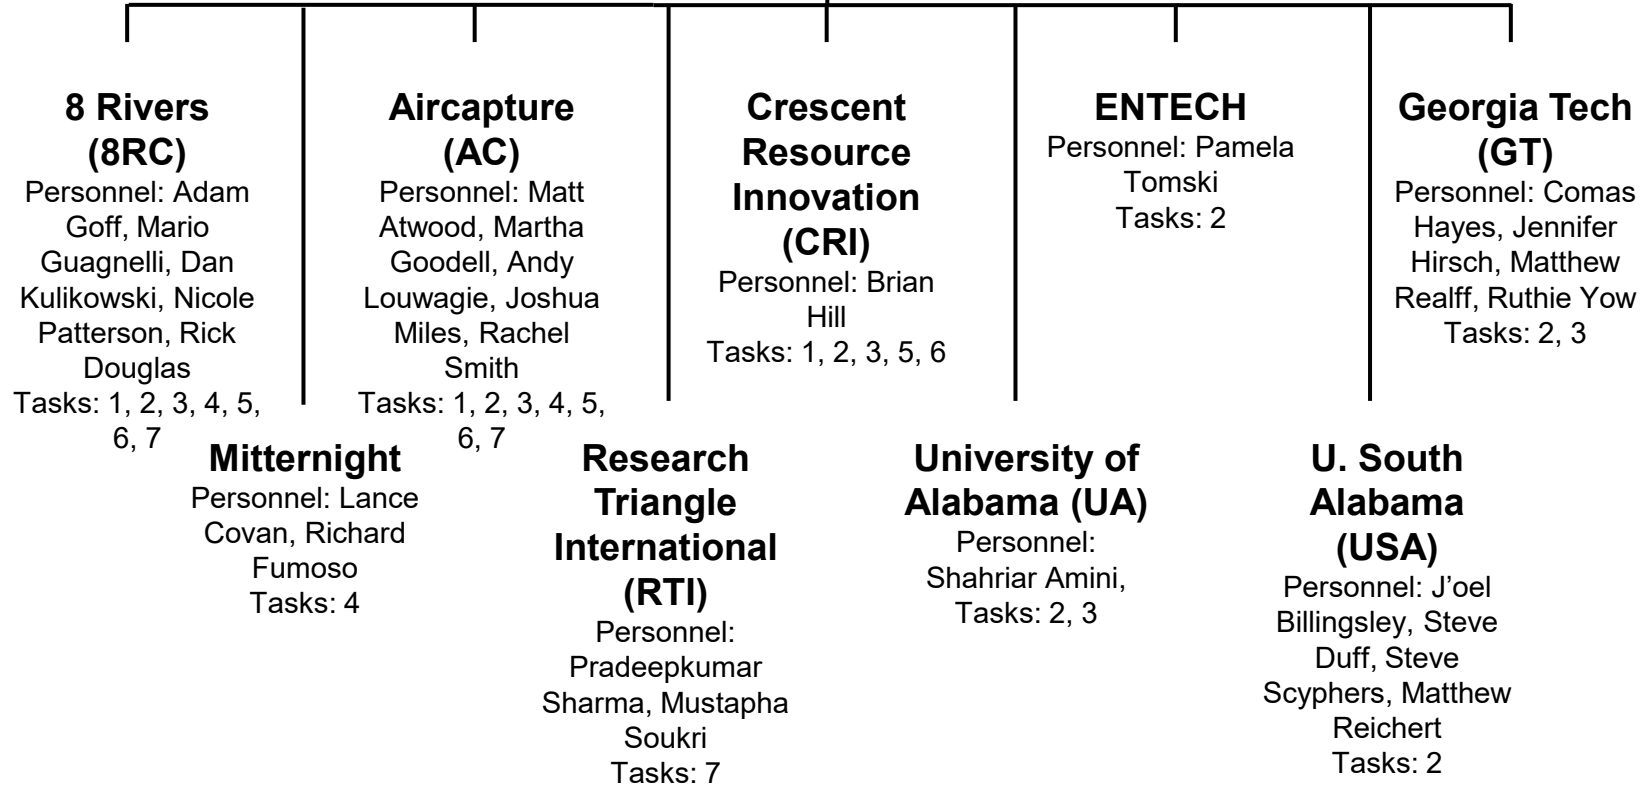 8 Rivers
(8RC)
Personnel: Adam
Goff, Mario
Guagnelli, Dan
Kulikowski, Nicole
Patterson, Rick
Douglas
Tasks: 1, 2, 3, 4, 5,
6, 7
Aircapture
(AC)
Personnel: Matt
Atwood, Martha
Goodell, Andy
Louwagie, Joshua
Miles, Rachel
Smith
Tasks: 1, 2, 3, 4, 5,
6, 7
Crescent
Resource
Innovation
(CRI)
Personnel: Brian
Hill
Tasks: 1, 2, 3, 5, 6
ENTECH
Personnel: Pamela
Tomski
Tasks: 2
Georgia Tech
(GT)
Personnel: Comas
Hayes, Jennifer
Hirsch, Matthew
Realff, Ruthie Yow
Tasks: 2, 3
Mitternight
Personnel: Lance
Covan, Richard
Fumoso
Tasks: 4
Research
Triangle
International
(RTI)
Personnel:
Pradeepkumar
Sharma, Mustapha
Soukri
Tasks: 7
University of
Alabama (UA)
Personnel:
Shahriar Amini,
Tasks: 2, 3
U. South
Alabama
(USA)
Personnel: J’oel
Billingsley, Steve
Duff, Steve
Scyphers, Matthew
Reichert
Tasks: 2